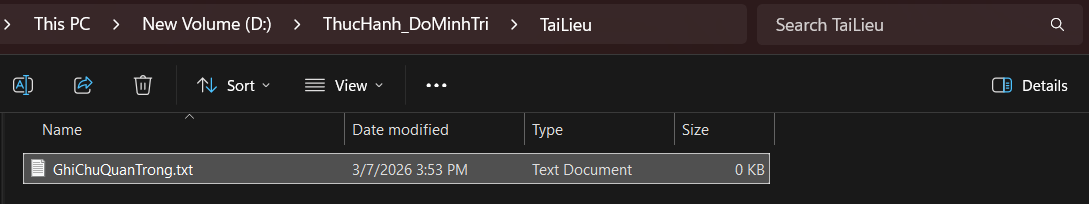 This PC > New Volume (D:) > ThucHanh_DoMinhTri > TaiLieu Search TaiLieu
Sort View ••• Details
Name Date modified Type Size
GhiChuQuanTrong.txt 3/7/2026 3:53 PM Text Document 0 KB